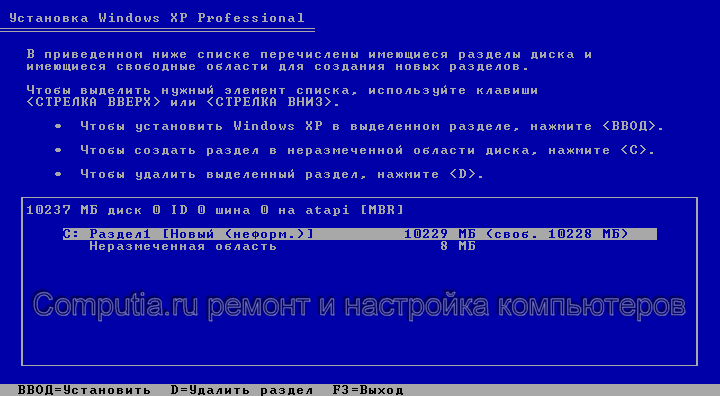 Установка Windows XP Professional
В приведенном ниже списке перечислены имеющиеся разделы диска и
имеющиеся свободные области для создания новых разделов.
Чтобы выделить нужный элемент списка, используйте клавиши
<СТРЕЛКА ВВЕРХ> или <СТРЕЛКА ВНИЗ>.
• Чтобы установить Windows XP в выделенном разделе, нажмите <ВВОД>.
• Чтобы создать раздел в неразмеченной области диска, нажмите <C>.
• Чтобы удалить выделенный раздел, нажмите <D>.
10237 МБ диск 0 ID 0 шина 0 на atapi [MBR]
C: Раздел1 [Новый (неформ.)] 10229 МБ (своб. 10228 МБ)
Неразмеченная область 8 МБ
Computia.ru ремонт и настройка компьютеров
ВВОД=Установить D=Удалить раздел F3=Выход